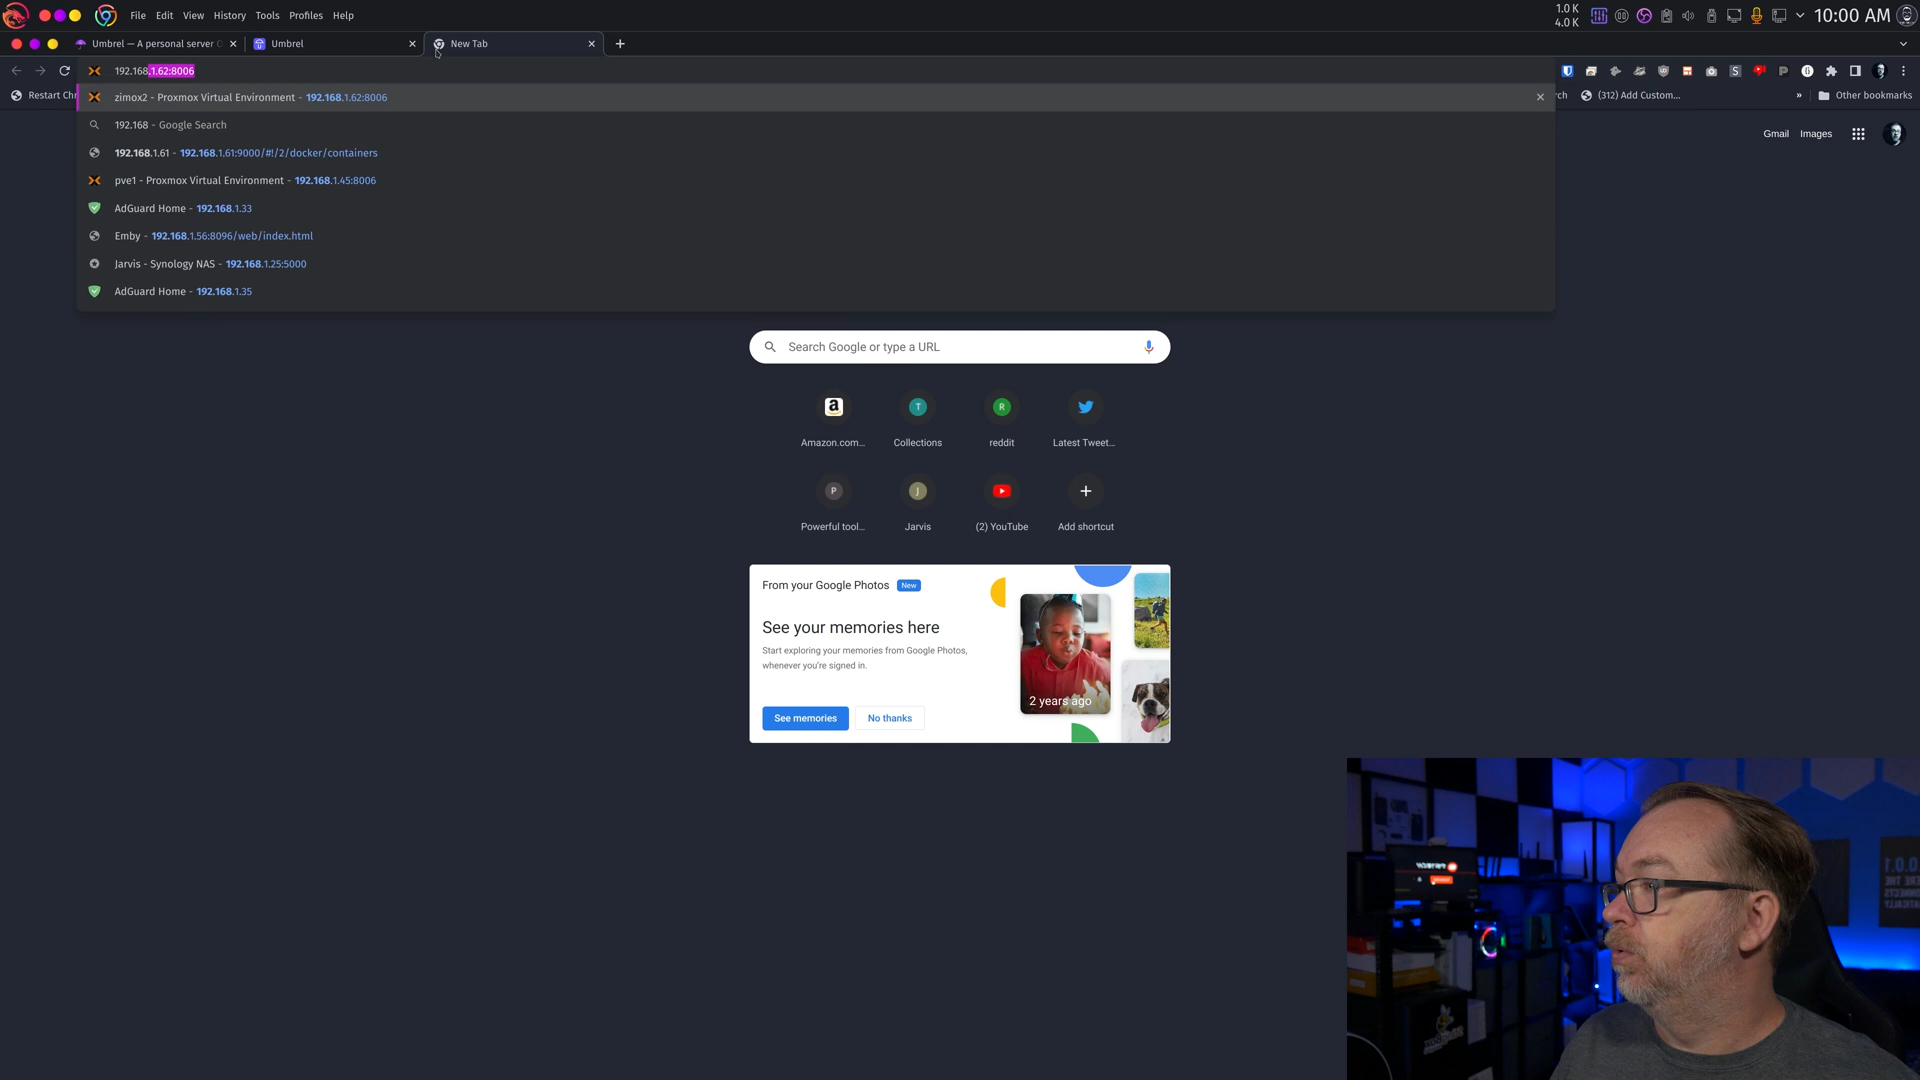 File Edit View History Tools Profiles Help
1.0 K
4.0 K
10:00 AM
Umbrel — A personal server
Umbrel
New Tab
192.168.1.62:8006
Restart Chr
zimox2 - Proxmox Virtual Environment - 192.168.1.62:8006
(312) Add Custom...
Other bookmarks
192.168 - Google Search
Gmail Images
192.168.1.61 - 192.168.1.61:9000/#!/2/docker/containers
pve1 - Proxmox Virtual Environment - 192.168.1.45:8006
AdGuard Home - 192.168.1.33
Emby - 192.168.1.56:8096/web/index.html
Jarvis - Synology NAS - 192.168.1.25:5000
AdGuard Home - 192.168.1.35
Search Google or type a URL
Amazon.com... Collections reddit Latest Tweet...
Powerful tool... Jarvis (2) YouTube Add shortcut
From your Google Photos New
See your memories here
Start exploring your memories from Google Photos,
whenever you're signed in.
2 years ago
See memories No thanks